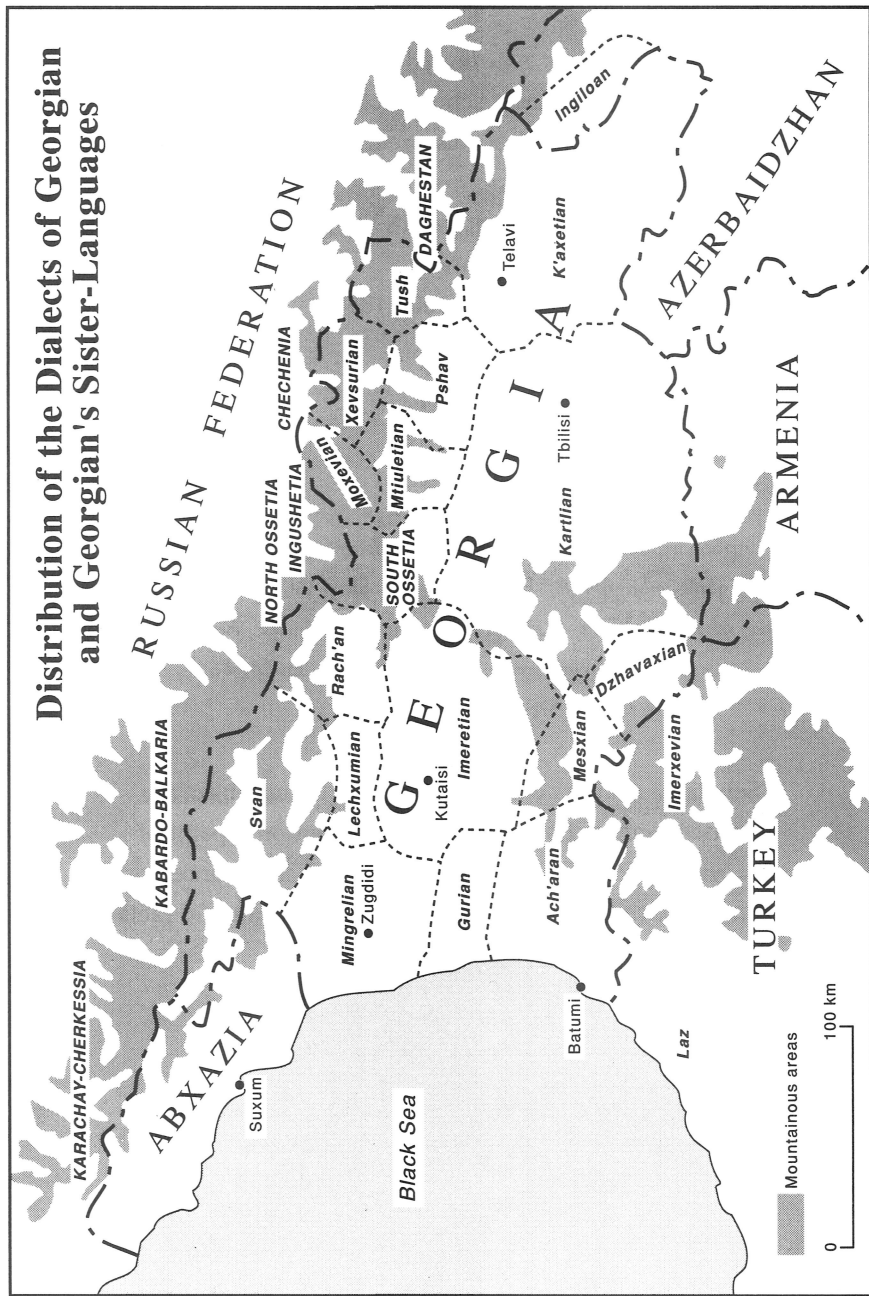 Distribution of the Dialects of Georgian
and Georgian's Sister-Languages
RUSSIAN FEDERATION
KARACHAY-CHERKESSIA
KABARDO-BALKARIA
NORTH OSSETIA
INGUSHETIA
CHECHENIA
DAGHESTAN
ABXAZIA
Suxum
Svan
Rach'an
SOUTH
OSSETIA
Moxevian
Xevsurian
Mtiuletian
Tush
Pshav
Mingrelian
Zugdidi
Lechxumian
GEORGIA
Kutaisi
Imeretian
Telavi
K'axetian
Ingiloan
Black Sea
Gurian
Kartlian
Tbilisi
Batumi
Ach'aran
Mesxian
Dzhavaxian
Imerxevian
Laz
TURKEY
ARMENIA
AZERBAIDZHAN
Mountainous areas
0
100 km